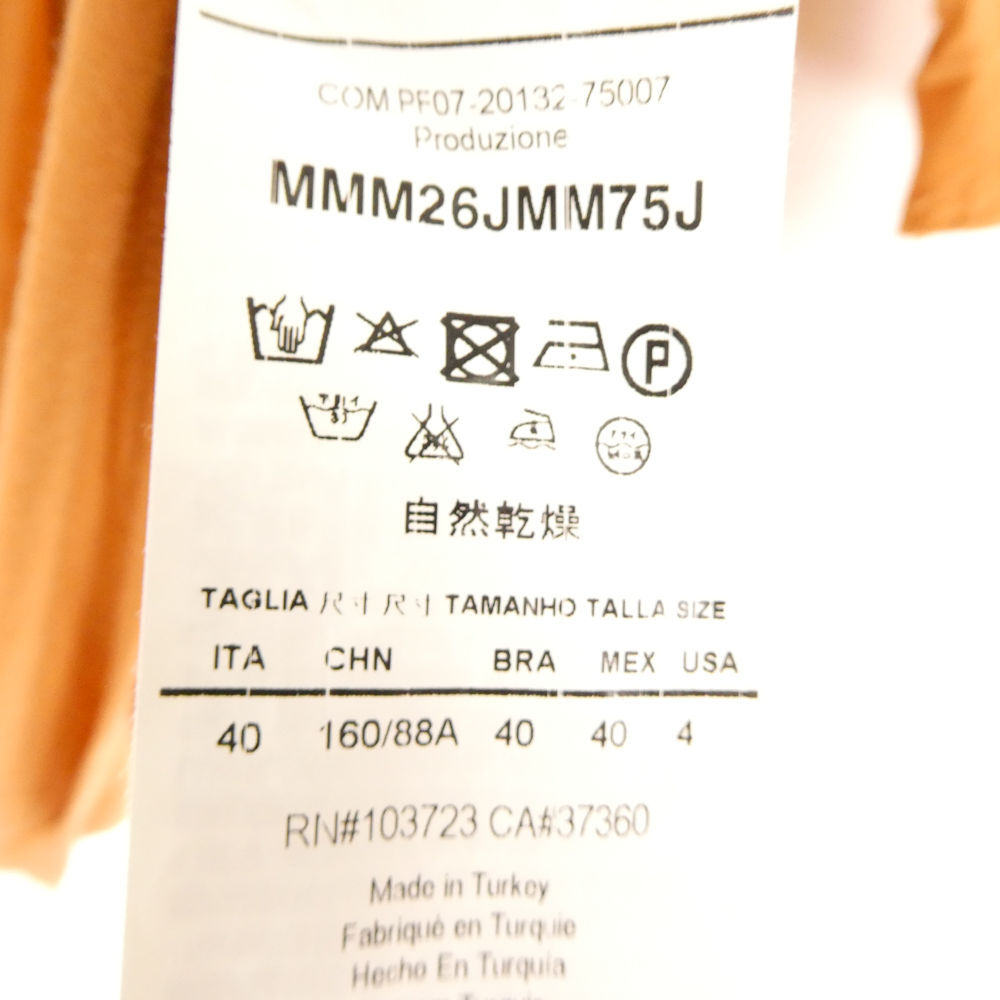 COM PF07-20132-75007
Produzione
MMM26JMM75J
P
自然乾燥
TAGLIA 尺寸 尺寸 TAMANHO TALLA SIZE
ITA CHN BRA MEX USA
40 160/88A 40 40 4
RN#103723 CA#37360
Made in Turkey
Fabriqué en Turquie
Hecho En Turquía